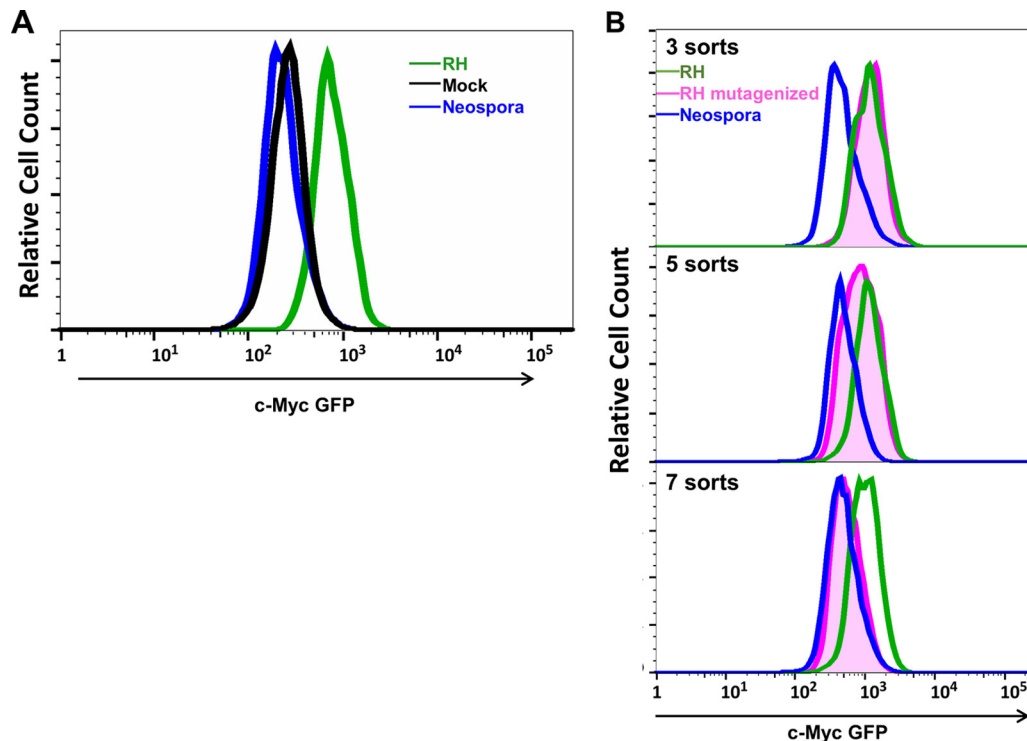 A
Relative Cell Count
RH
Mock
Neospora
1 10¹ 10² 10³ 10⁴ 10⁵
c-Myc GFP
B
Relative Cell Count
3 sorts
RH
RH mutagenized
Neospora
5 sorts
7 sorts
1 10¹ 10² 10³ 10⁴ 10⁵
c-Myc GFP